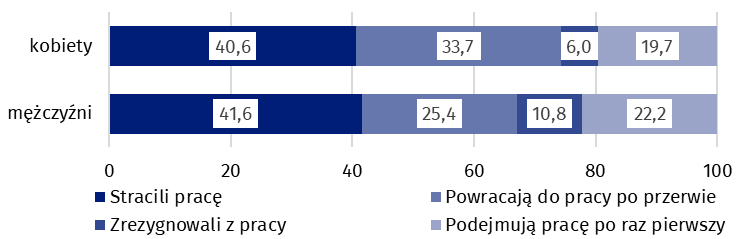 kobiety 40,6 33,7 6,0 19,7
mężczyźni 41,6 25,4 10,8 22,2
0 20 40 60 80 100
Stracili pracę Powracają do pracy po przerwie
Zrezygnowali z pracy Podejmują pracę po raz pierwszy